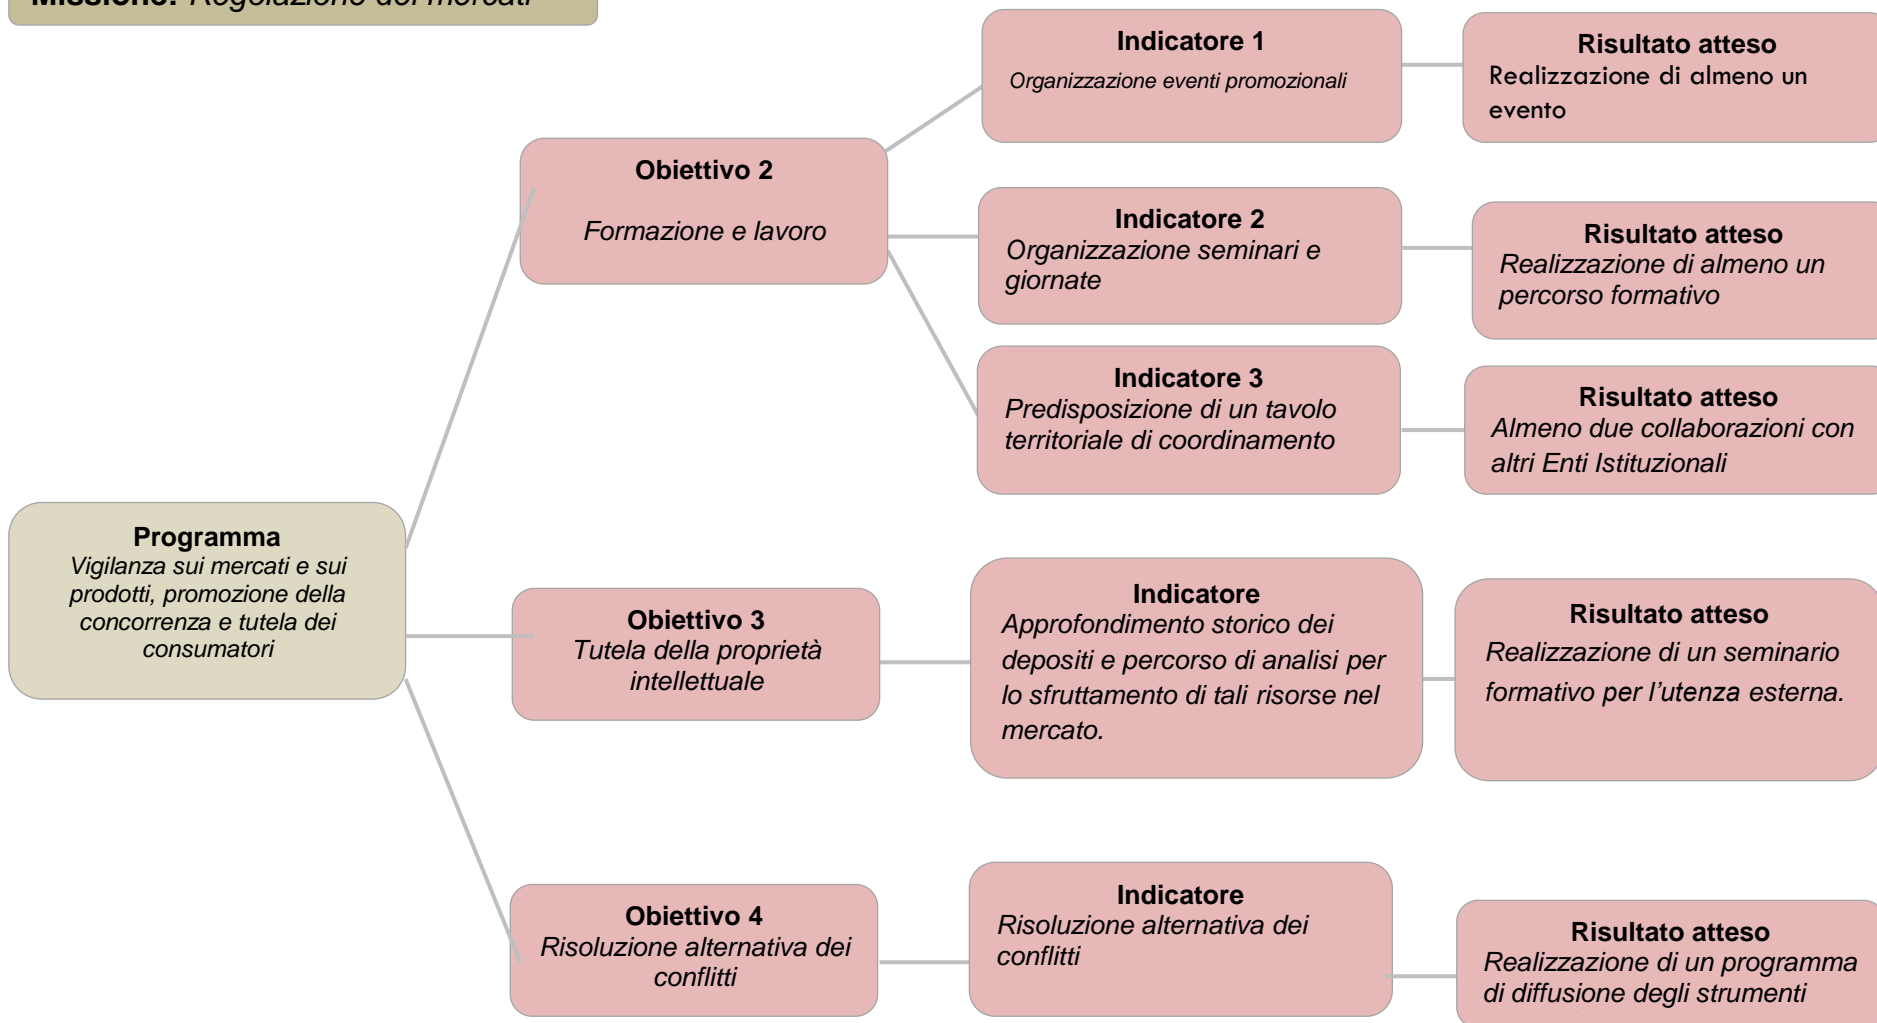 Missione: Regolazione dei mercati
Indicatore 1
Organizzazione eventi promozionali
Risultato atteso
Realizzazione di almeno un
evento
Obiettivo 2
Formazione e lavoro
Indicatore 2
Organizzazione seminari e
giornate
Risultato atteso
Realizzazione di almeno un
percorso formativo
Indicatore 3
Predisposizione di un tavolo
territoriale di coordinamento
Risultato atteso
Almeno due collaborazioni con
altri Enti Istituzionali
Programma
Vigilanza sui mercati e sui
prodotti, promozione della
concorrenza e tutela dei
consumatori
Obiettivo 3
Tutela della proprietà
intellettuale
Indicatore
Approfondimento storico dei
depositi e percorso di analisi per
lo sfruttamento di tali risorse nel
mercato.
Risultato atteso
Realizzazione di un seminario
formativo per l’utenza esterna.
Obiettivo 4
Risoluzione alternativa dei
conflitti
Indicatore
Risoluzione alternativa dei
conflitti
Risultato atteso
Realizzazione di un programma
di diffusione degli strumenti